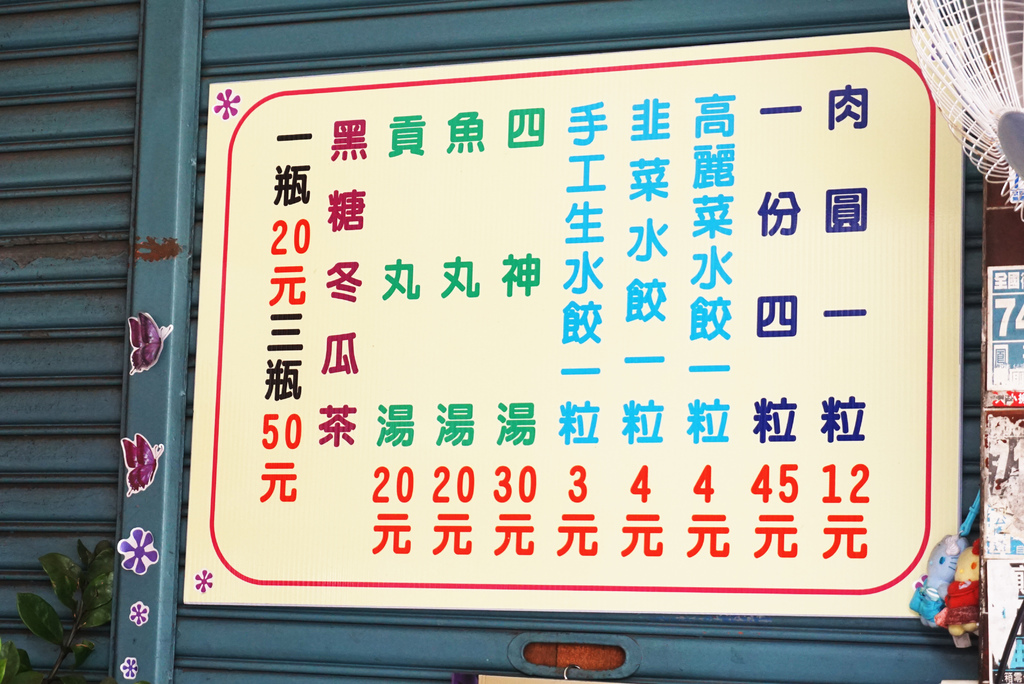 肉圓一粒12元
一份四粒45元
高麗菜水餃一粒4元
韭菜水餃一粒4元
手工生水餃一粒3元
四神湯30元
魚丸湯20元
貢丸湯20元
黑糖冬瓜茶
一瓶20元三瓶50元
全國
74